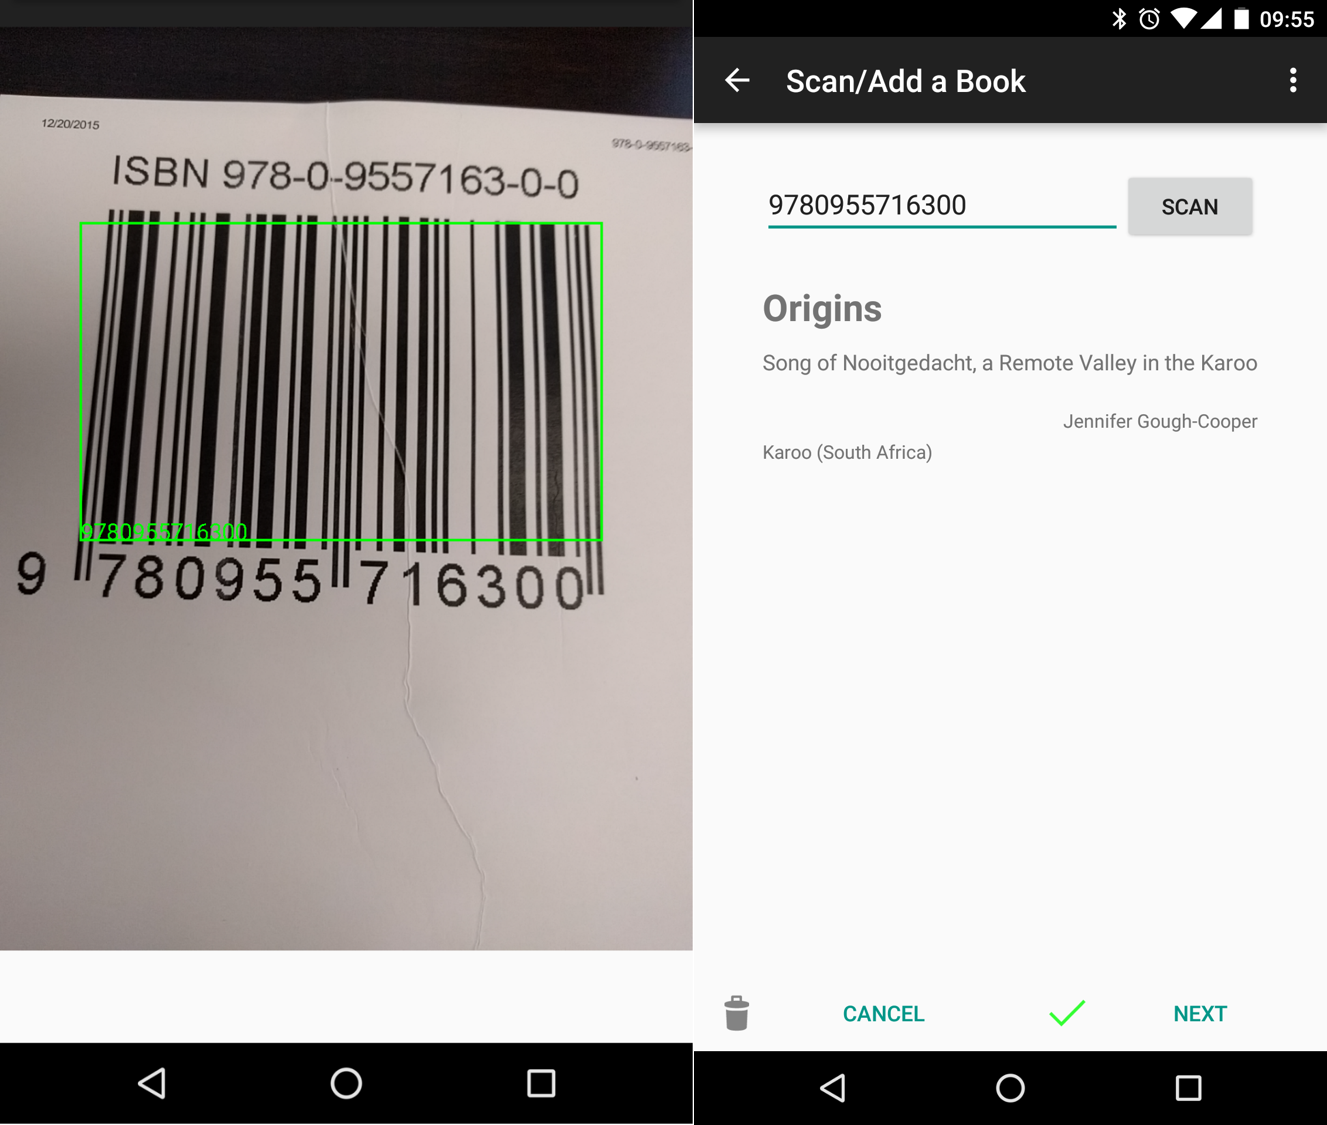 12/20/2015
978-0-9557163-
ISBN 978-0-9557163-0-0
9780955716300
9 780955 716300
09:55
Scan/Add a Book
9780955716300
SCAN
Origins
Song of Nooitgedacht, a Remote Valley in the Karoo
Jennifer Gough-Cooper
Karoo (South Africa)
CANCEL
NEXT